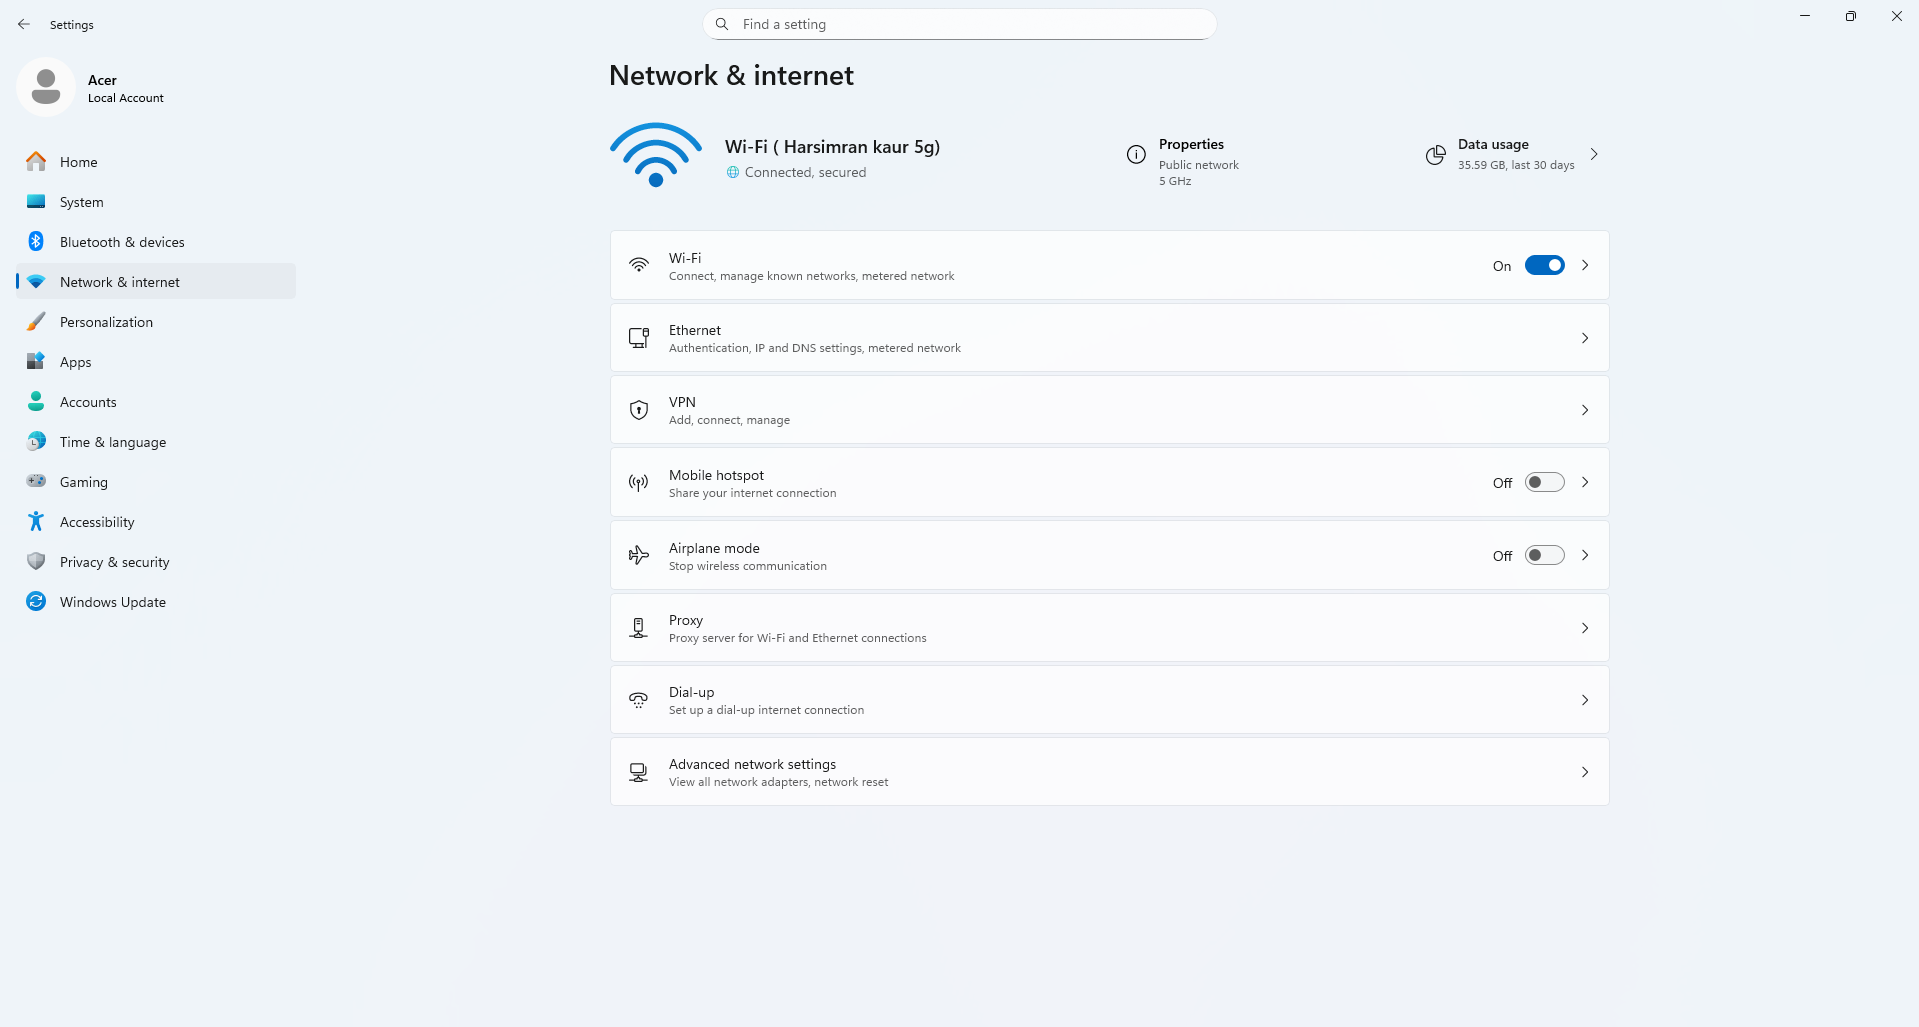 Settings
Find a setting
Acer
Local Account
Home
System
Bluetooth & devices
Network & internet
Personalization
Apps
Accounts
Time & language
Gaming
Accessibility
Privacy & security
Windows Update
Network & internet
Wi-Fi ( Harsimran kaur 5g)
Connected, secured
Properties
Public network
5 GHz
Data usage
35.59 GB, last 30 days
Wi-Fi
Connect, manage known networks, metered network
On
Ethernet
Authentication, IP and DNS settings, metered network
VPN
Add, connect, manage
Mobile hotspot
Share your internet connection
Off
Airplane mode
Stop wireless communication
Off
Proxy
Proxy server for Wi-Fi and Ethernet connections
Dial-up
Set up a dial-up internet connection
Advanced network settings
View all network adapters, network reset